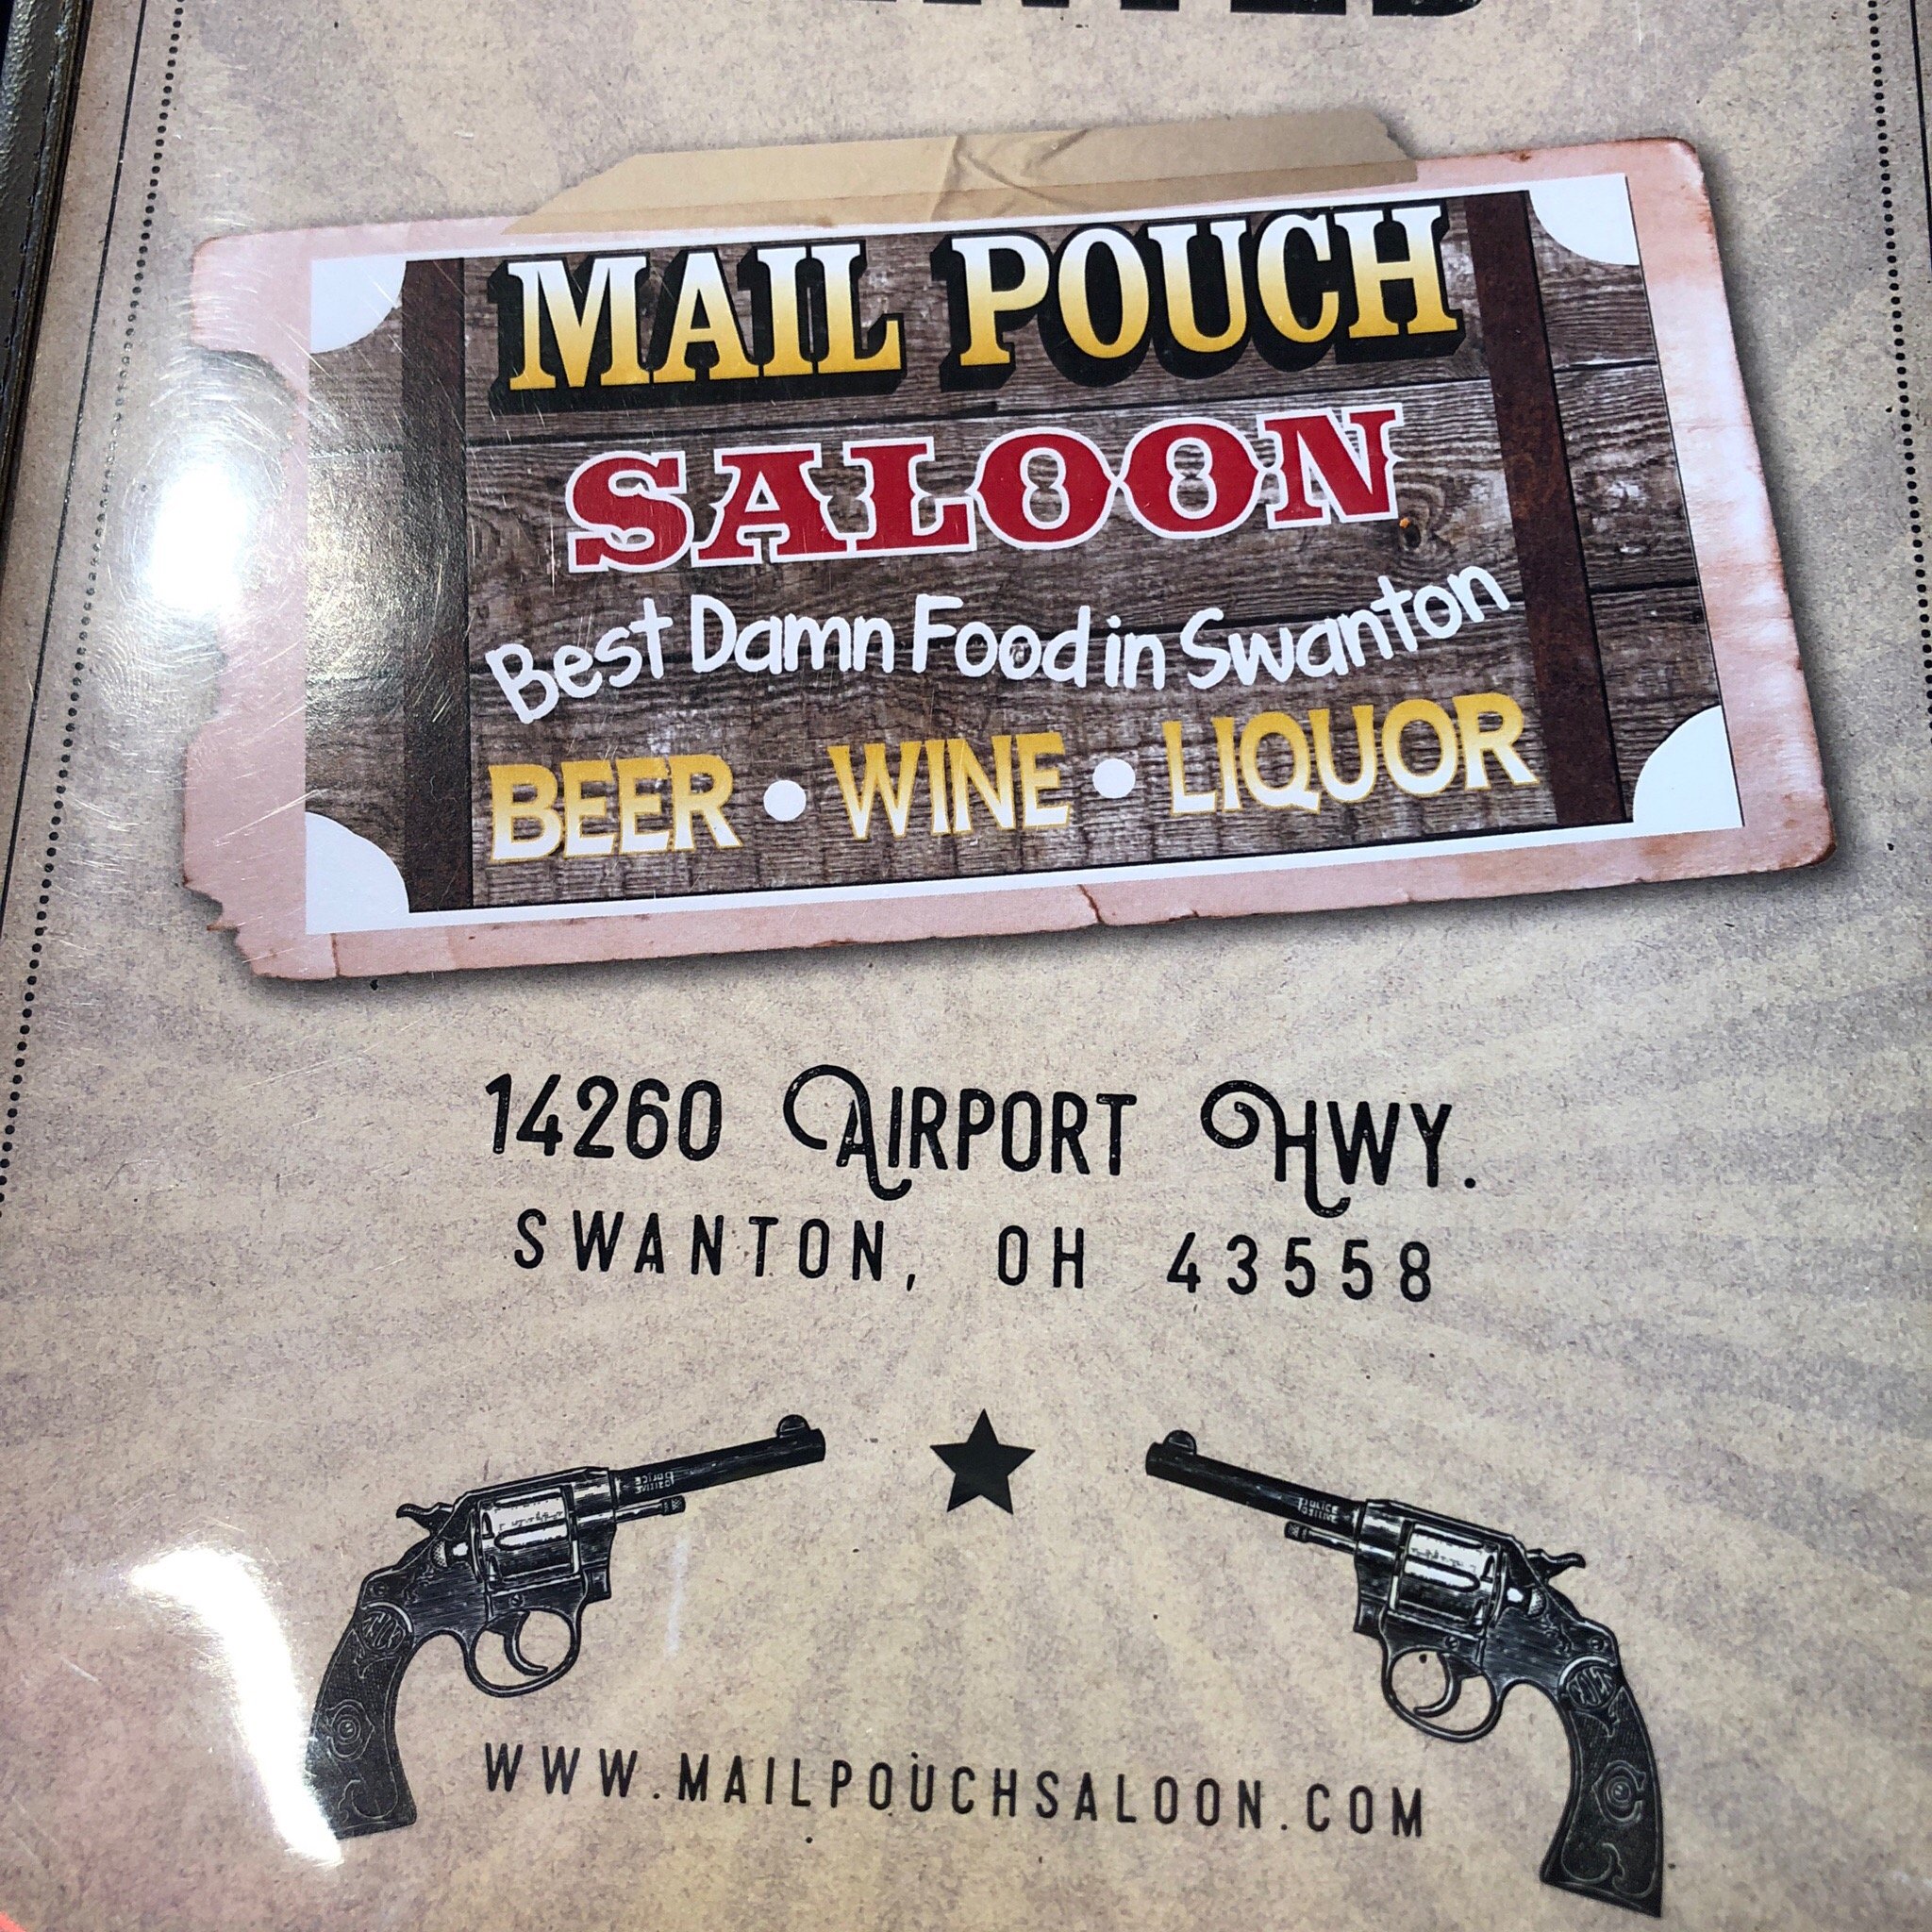 MAIL POUCH
SALOON
Best Damn Food in Swanton
BEER • WINE • LIQUOR
14260 AIRPORT HWY.
SWANTON, OH 43558
WWW.MAILPOUCHSALOON.COM